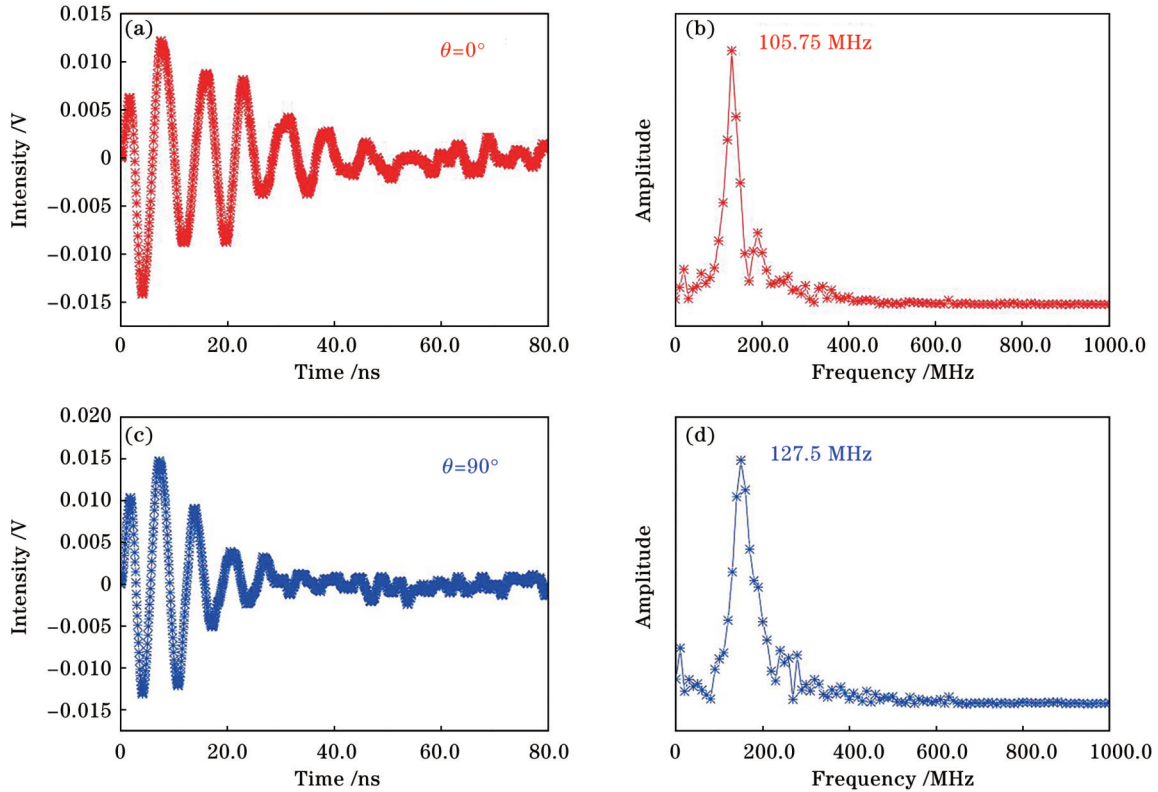 (a)
θ=0°
0.015
0.010
0.005
0
−0.005
−0.010
−0.015
Intensity /V
0 20.0 40.0 60.0 80.0
Time /ns
(b)
105.75 MHz
Amplitude
0 200.0 400.0 600.0 800.0 1000.0
Frequency /MHz
(c)
θ=90°
0.020
0.015
0.010
0.005
0
−0.005
−0.010
−0.015
Intensity /V
0 20.0 40.0 60.0 80.0
Time /ns
(d)
127.5 MHz
Amplitude
0 200.0 400.0 600.0 800.0 1000.0
Frequency /MHz